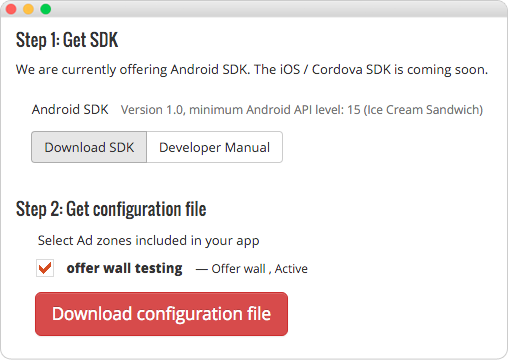 Step 1: Get SDK
We are currently offering Android SDK. The iOS / Cordova SDK is coming soon.
Android SDK Version 1.0, minimum Android API level: 15 (Ice Cream Sandwich)
Download SDK Developer Manual
Step 2: Get configuration file
Select Ad zones included in your app
offer wall testing — Offer wall , Active
Download configuration file